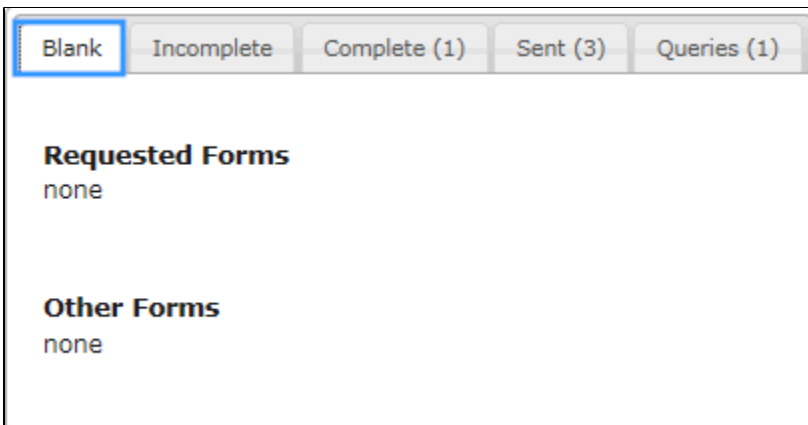 Blank Incomplete Complete (1) Sent (3) Queries (1)
Requested Forms
none
Other Forms
none